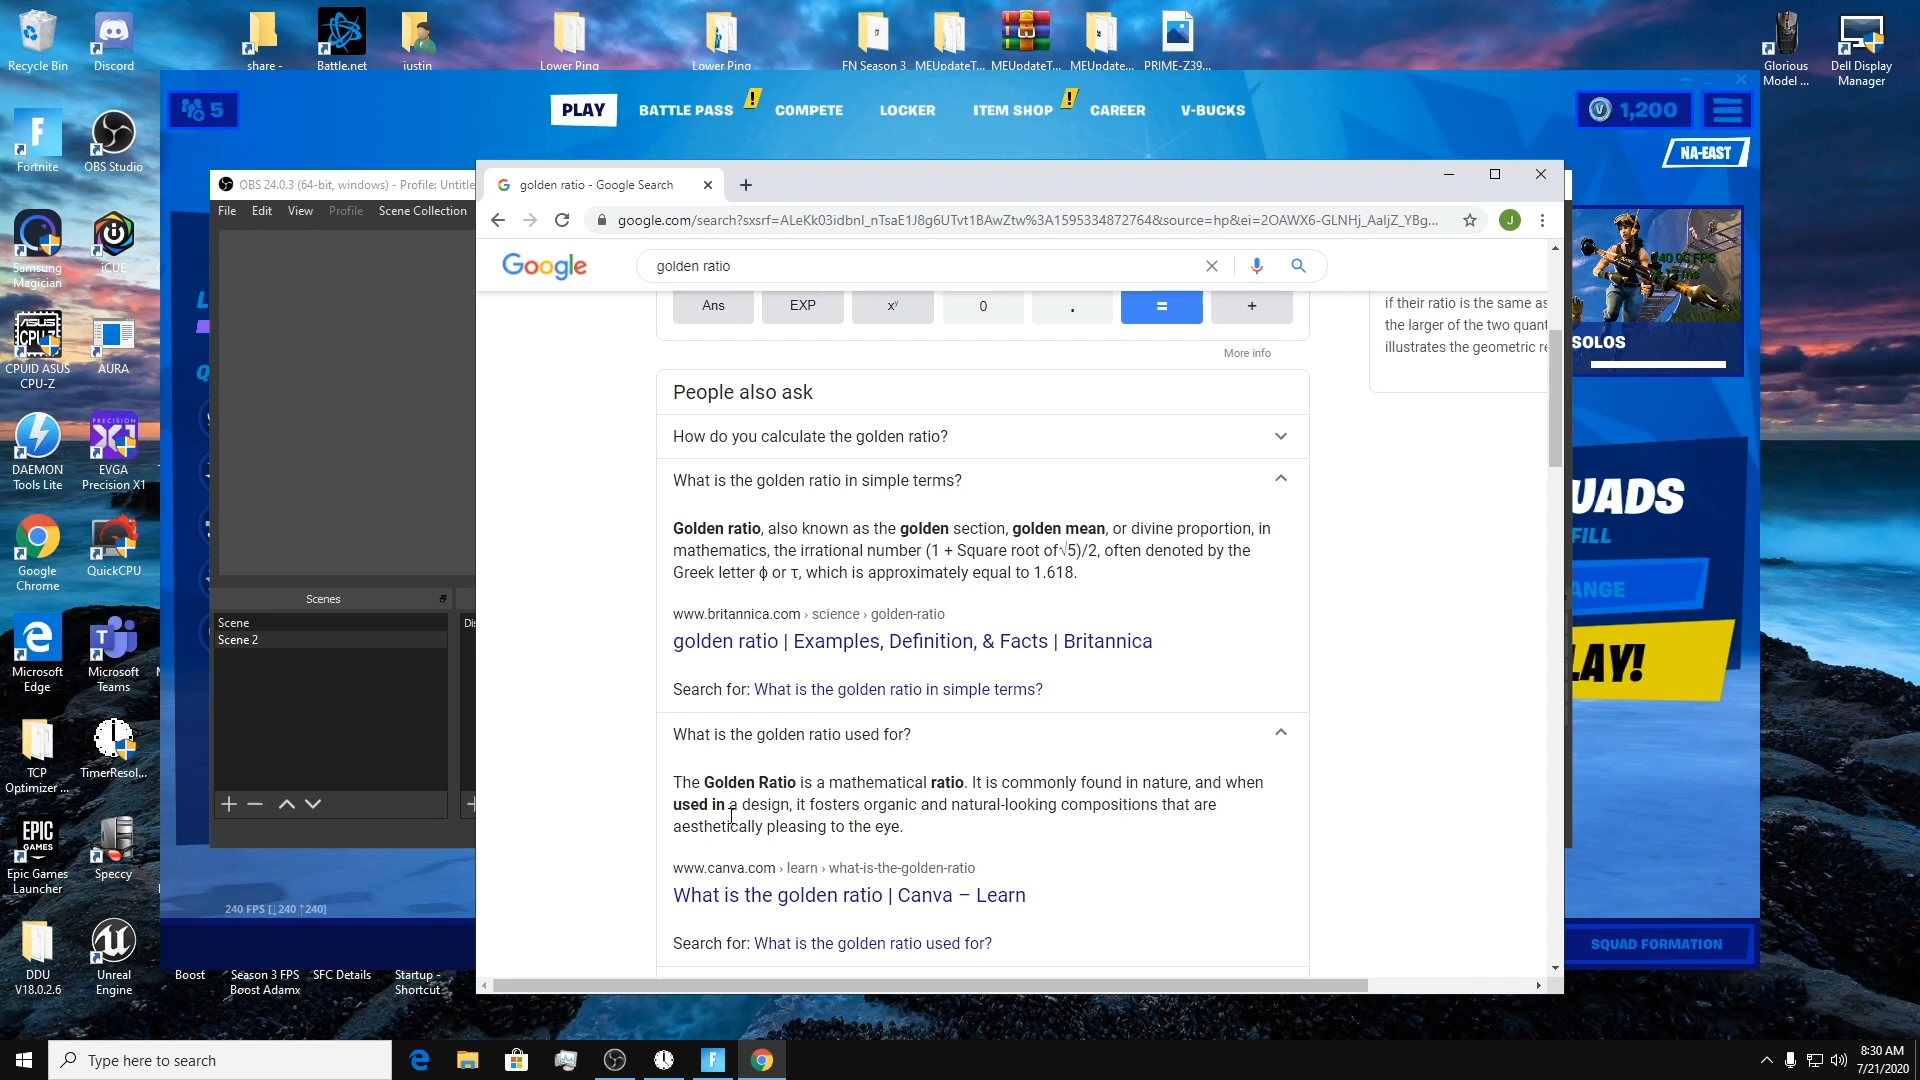 Recycle Bin
Discord
share -
Battle.net
justin
Lower Ping
Lower Ping
FN Season 3
MEUpdateT...
MEUpdateT...
MEUpdate...
PRIME-Z39...
Glorious
Model ...
Dell Display
Manager
5
PLAY
BATTLE PASS
!
COMPETE
LOCKER
ITEM SHOP
!
CAREER
V-BUCKS
V 1,200
NA-EAST
Fortnite
OBS Studio
Samsung
Magician
iCUE
ASUS
CPU
CPUID ASUS
CPU-Z
AURA
DAEMON
Tools Lite
PRECISION
X1
EVGA
Precision X1
Google
Chrome
QuickCPU
Microsoft
Edge
Microsoft
Teams
TCP
Optimizer ...
TimerResol...
EPIC
GAMES
Epic Games
Launcher
Speccy
DDU
V18.0.2.6
Unreal
Engine
OBS 24.0.3 (64-bit, windows) - Profile: Untitle
File
Edit
View
Profile
Scene Collection
Scenes
Scene
Scene 2
Dis
golden ratio - Google Search
google.com/search?sxsrf=ALeKk03idbnI_nTsaE1J8g6UTvt1BAwZtw%3A1595334872764&source=hp&ei=2OAWX6-GLNHj_AaljZ_YBg...
J
Google
golden ratio
Ans
EXP
xʸ
0
.
=
+
More info
if their ratio is the same as
the larger of the two quant
illustrates the geometric re
People also ask
How do you calculate the golden ratio?
What is the golden ratio in simple terms?
Golden ratio, also known as the golden section, golden mean, or divine proportion, in
mathematics, the irrational number (1 + Square root of√5)/2, often denoted by the
Greek letter ϕ or τ, which is approximately equal to 1.618.
www.britannica.com › science › golden-ratio
golden ratio | Examples, Definition, & Facts | Britannica
Search for: What is the golden ratio in simple terms?
What is the golden ratio used for?
The Golden Ratio is a mathematical ratio. It is commonly found in nature, and when
used in a design, it fosters organic and natural-looking compositions that are
aesthetically pleasing to the eye.
www.canva.com › learn › what-is-the-golden-ratio
What is the golden ratio | Canva – Learn
Search for: What is the golden ratio used for?
SOLOS
UADS
FILL
ANGE
LAY!
SQUAD FORMATION
240 FPS [↓240 ↑240]
Boost
Season 3 FPS
Boost Adamx
SFC Details
Startup -
Shortcut
Type here to search
8:30 AM
7/21/2020